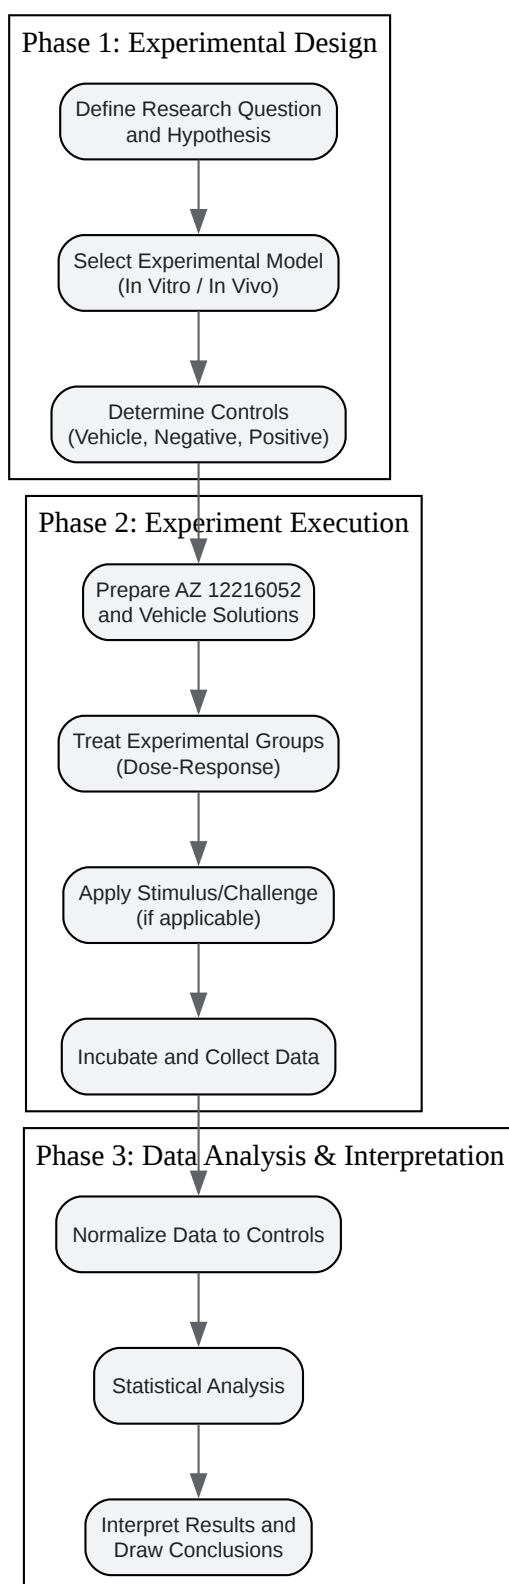 Phase 1: Experimental Design
Define Research Question
and Hypothesis
Select Experimental Model
(In Vitro / In Vivo)
Determine Controls
(Vehicle, Negative, Positive)
Phase 2: Experiment Execution
Prepare AZ 12216052
and Vehicle Solutions
Treat Experimental Groups
(Dose-Response)
Apply Stimulus/Challenge
(if applicable)
Incubate and Collect Data
Phase 3: Data Analysis & Interpretation
Normalize Data to Controls
Statistical Analysis
Interpret Results and
Draw Conclusions